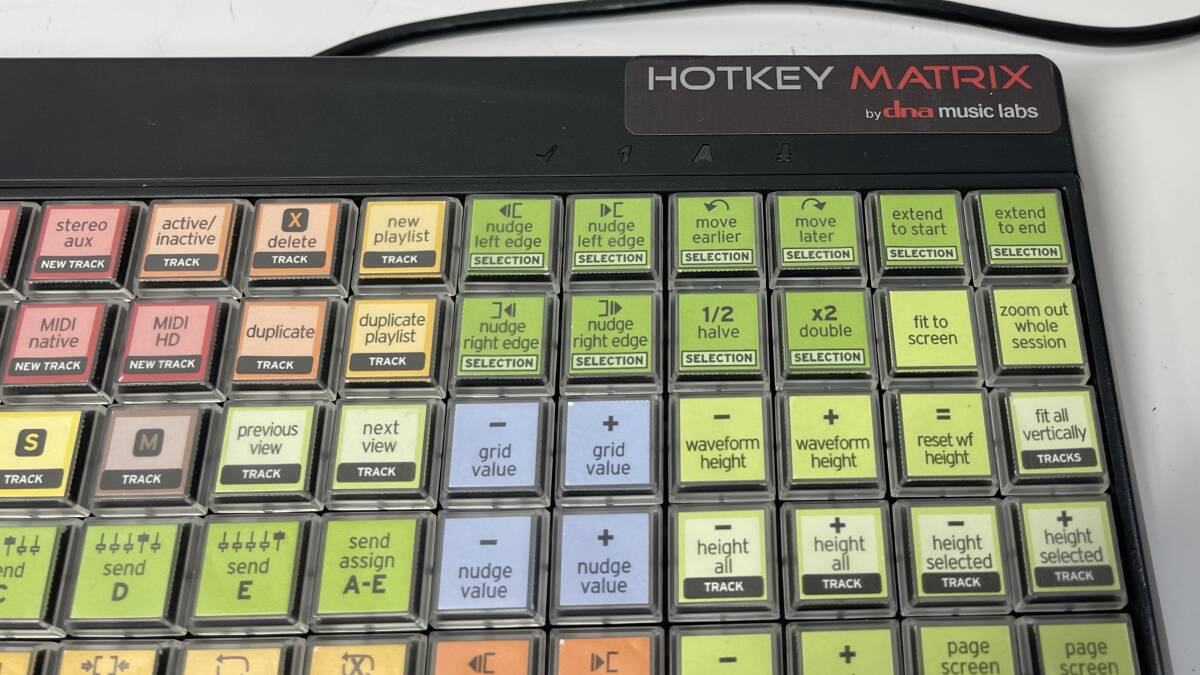 HOTKEY MATRIX
by dna music labs
1 A
stereo
aux
NEW TRACK
active/
inactive
TRACK
X
delete
TRACK
new
playlist
TRACK
nudge
left edge
SELECTION
nudge
left edge
SELECTION
move
earlier
SELECTION
move
later
SELECTION
extend
to start
SELECTION
extend
to end
SELECTION
MIDI
native
NEW TRACK
MIDI
HD
NEW TRACK
duplicate
TRACK
duplicate
playlist
TRACK
nudge
right edge
SELECTION
nudge
right edge
SELECTION
1/2
halve
SELECTION
x2
double
SELECTION
fit to
screen
zoom out
whole
session
S
TRACK
M
TRACK
previous
view
TRACK
next
view
TRACK
-
grid
value
+
grid
value
-
waveform
height
+
waveform
height
=
reset wf
height
fit all
vertically
TRACKS
send
D
send
E
send
assign
A-E
-
nudge
value
+
nudge
value
-
height
all
TRACK
+
height
all
TRACK
-
height
selected
TRACK
+
height
selected
TRACK
-
+
page
screen
page
screen